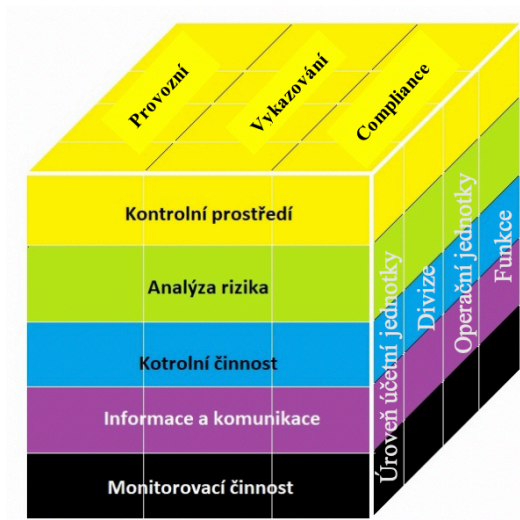 Provozní
Vykazování
Compliance
Kontrolní prostředí
Analýza rizika
Kotrolní činnost
Informace a komunikace
Monitorovací činnost
Úroveň účetní jednotky
Divize
Operační jednotky
Funkce